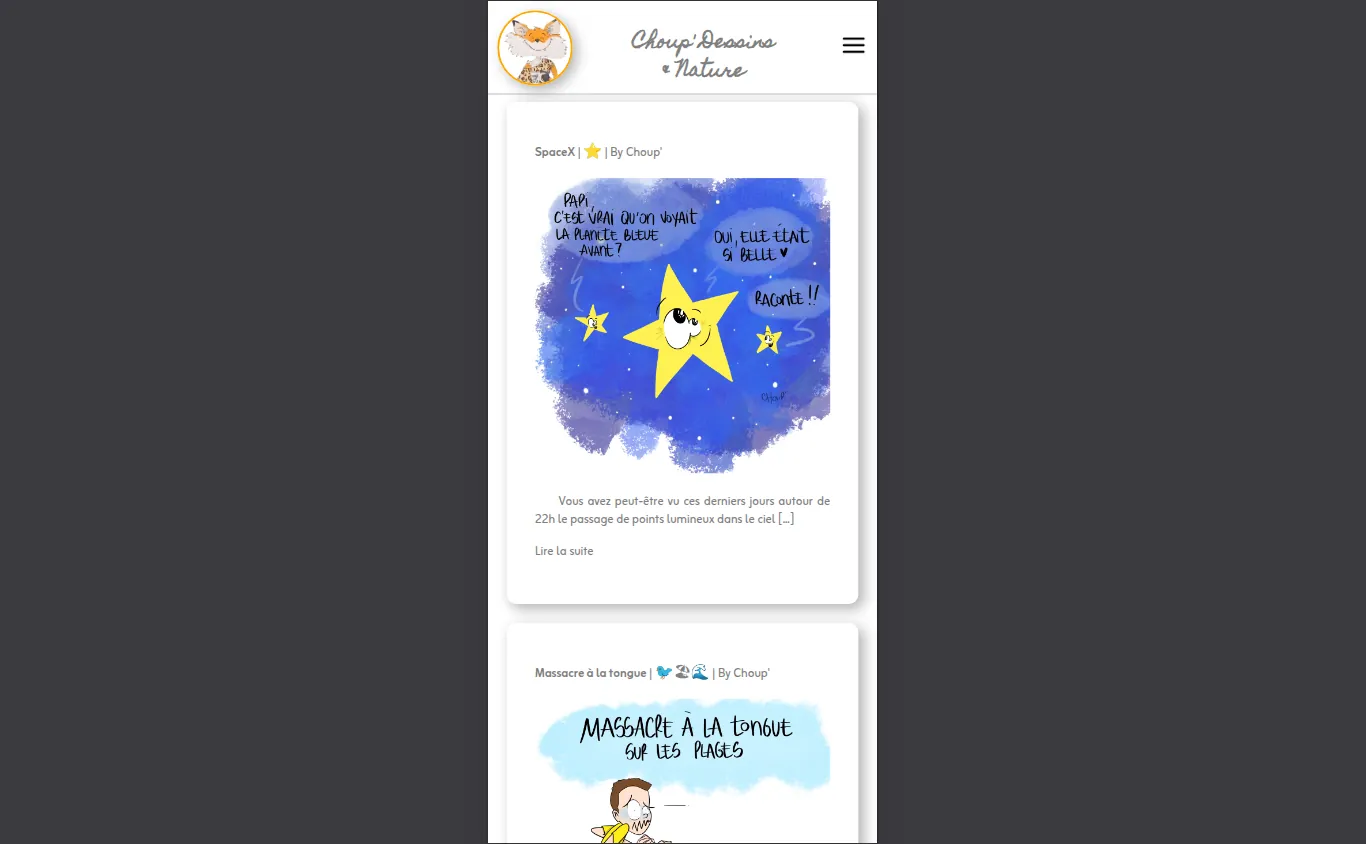 Choup'Dessins
& Nature
SpaceX | ⭐ | By Choup'
PAPI,
C'EST VRAI QU'ON VOYAIT
LA PLANETE BLEUE
AVANT ?
OUI, ELLE ÉTAIT
SI BELLE ♥
RACONTE !!
CHOUP'
Vous avez peut-être vu ces derniers jours autour de
22h le passage de points lumineux dans le ciel [...]
Lire la suite
Massacre à la tongue | 🐦🏖🌊 | By Choup'
MASSACRE À LA TONGUE
SUR LES PLAGES